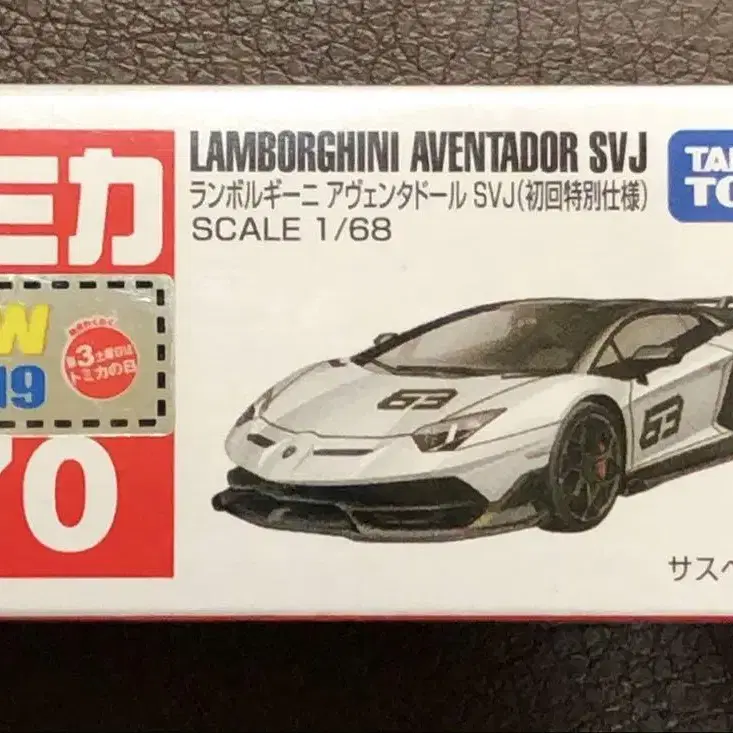 ミカ
LAMBORGHINI AVENTADOR SVJ
ランボルギーニ アヴェンタドール SVJ(初回特別仕様)
SCALE 1/68
TA
TO
W
19
第3土曜日は
トミカの日
70
63
63
サスペ